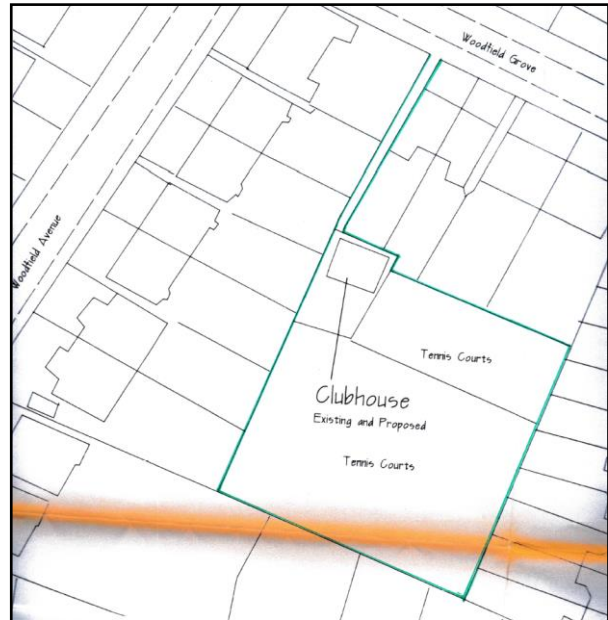 Woodfield Grove
Woodfield Avenue
Tennis Courts
Clubhouse
Existing and Proposed
Tennis Courts